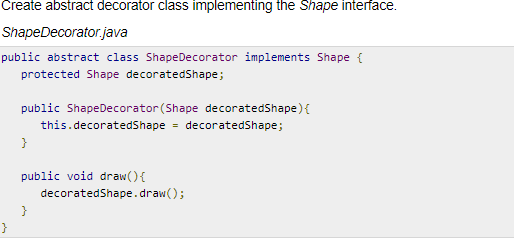 Create abstract decorator class implementing the Shape interface.
ShapeDecorator.java
public abstract class ShapeDecorator implements Shape {
   protected Shape decoratedShape;

   public ShapeDecorator(Shape decoratedShape){
      this.decoratedShape = decoratedShape;
   }

   public void draw(){
      decoratedShape.draw();
   }
}